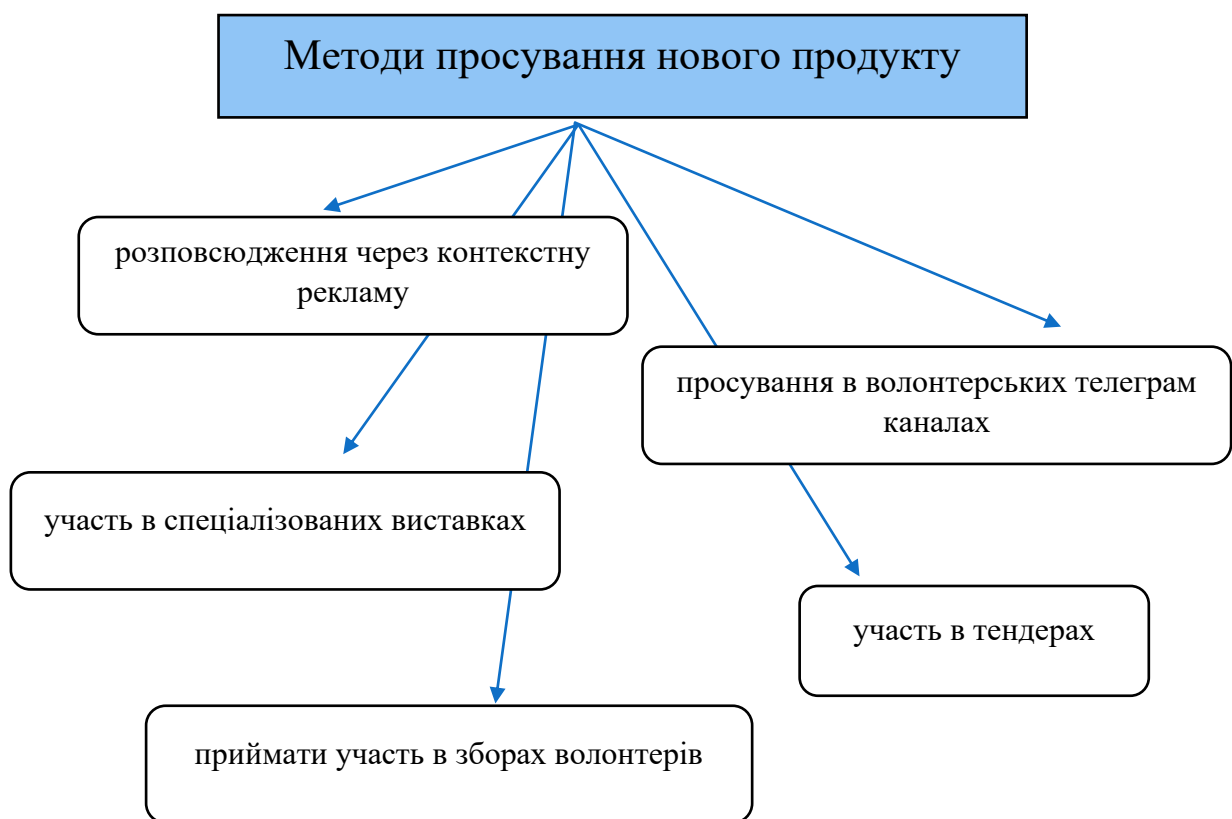 Методи просування нового продукту
розповсюдження через контекстну
рекламу
просування в волонтерських телеграм
каналах
участь в спеціалізованих виставках
участь в тендерах
приймати участь в зборах волонтерів